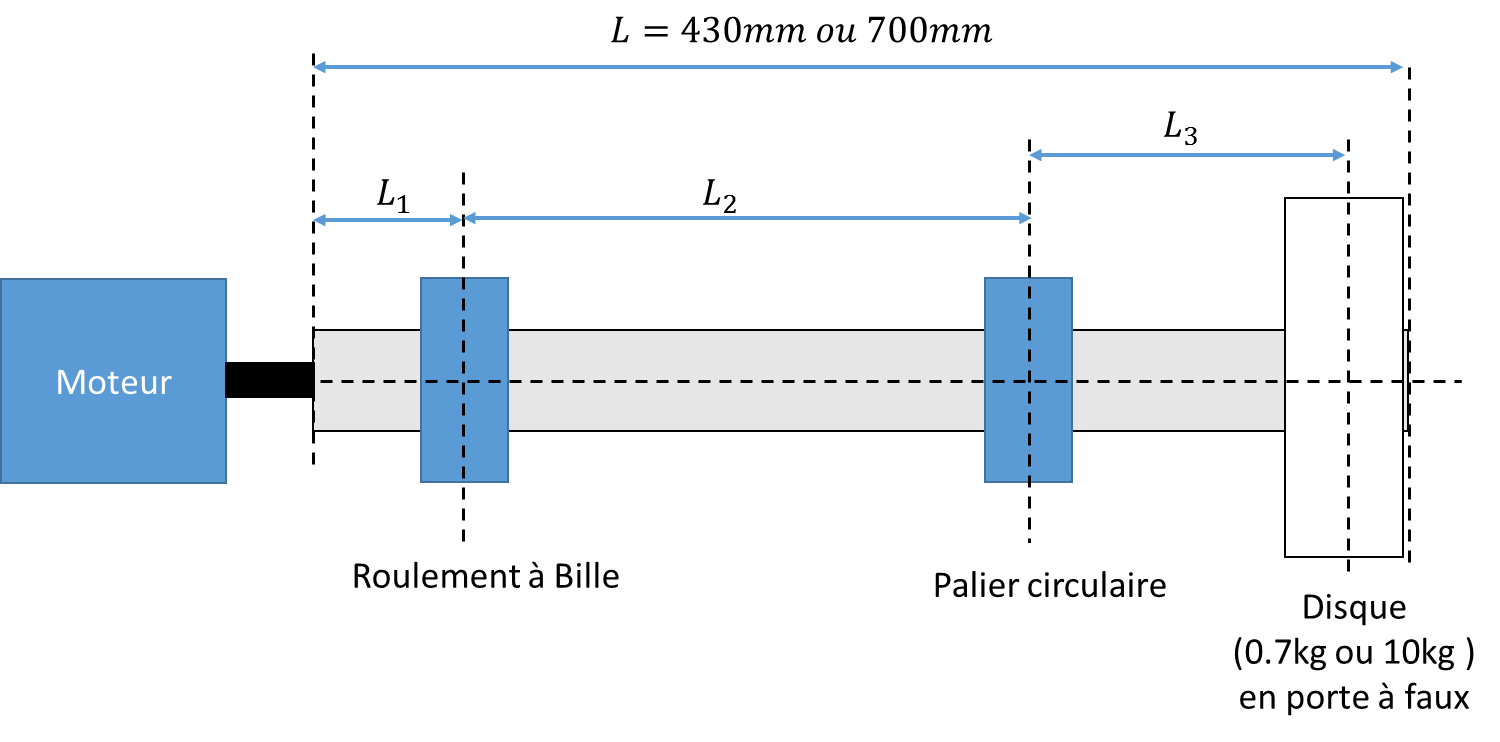 L = 430mm ou 700mm
L₃
L₁
L₂
Moteur
Roulement à Bille
Palier circulaire
Disque
(0.7kg ou 10kg )
en porte à faux